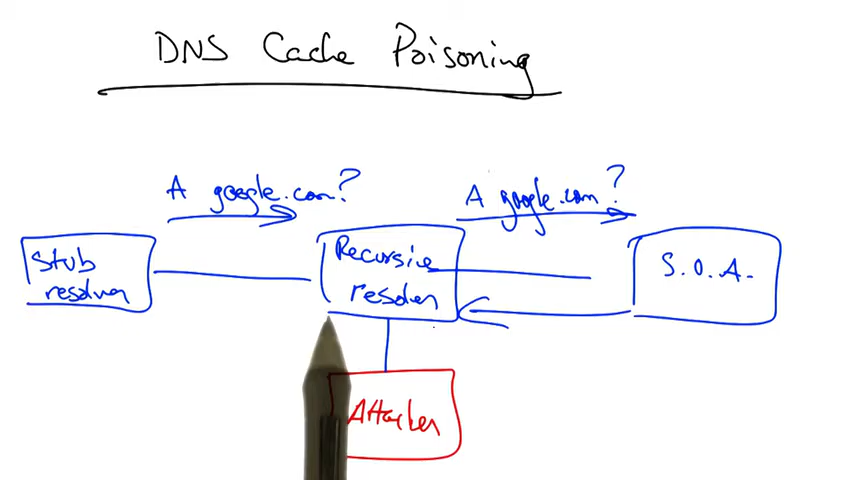 DNS Cache Poisoning
A google.com?
A google.com?
Stub
resolver
Recursive
resolver
S.O.A.
Attacker